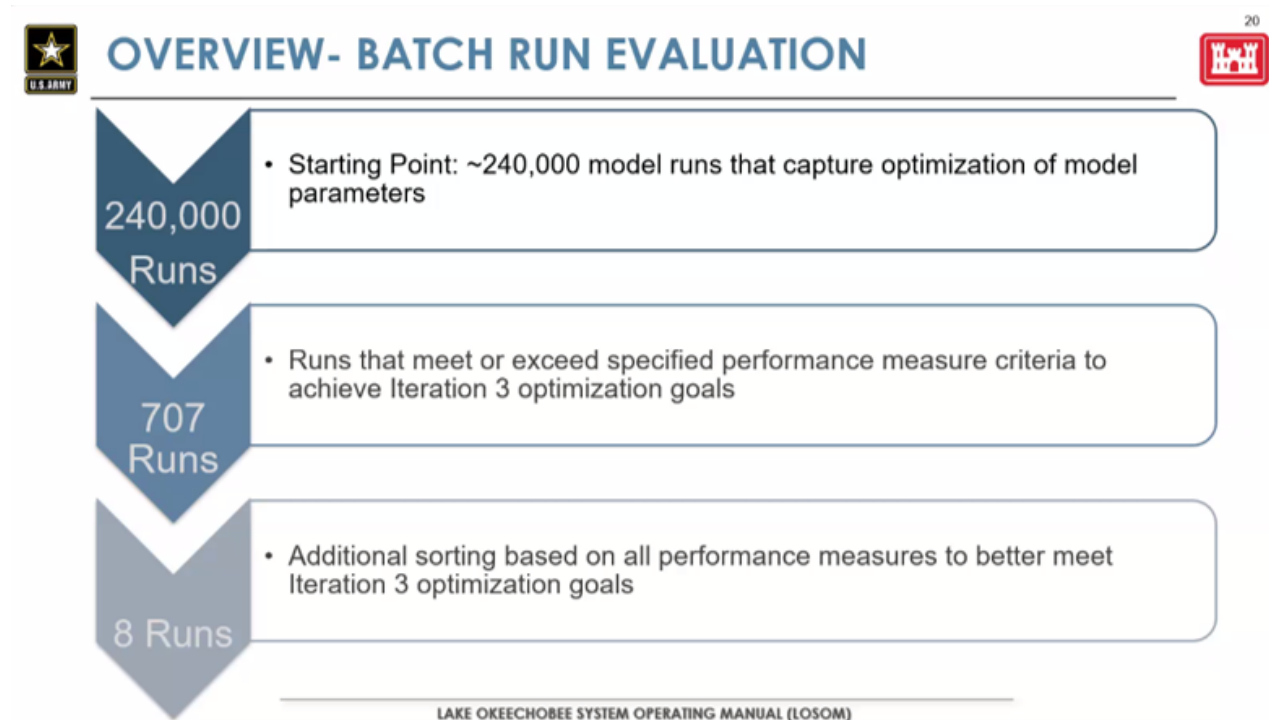 20
U.S. ARMY
OVERVIEW- BATCH RUN EVALUATION
240,000
Runs
• Starting Point: ~240,000 model runs that capture optimization of model
parameters
707
Runs
• Runs that meet or exceed specified performance measure criteria to
achieve Iteration 3 optimization goals
8 Runs
• Additional sorting based on all performance measures to better meet
Iteration 3 optimization goals
LAKE OKEECHOBEE SYSTEM OPERATING MANUAL (LOSOM)